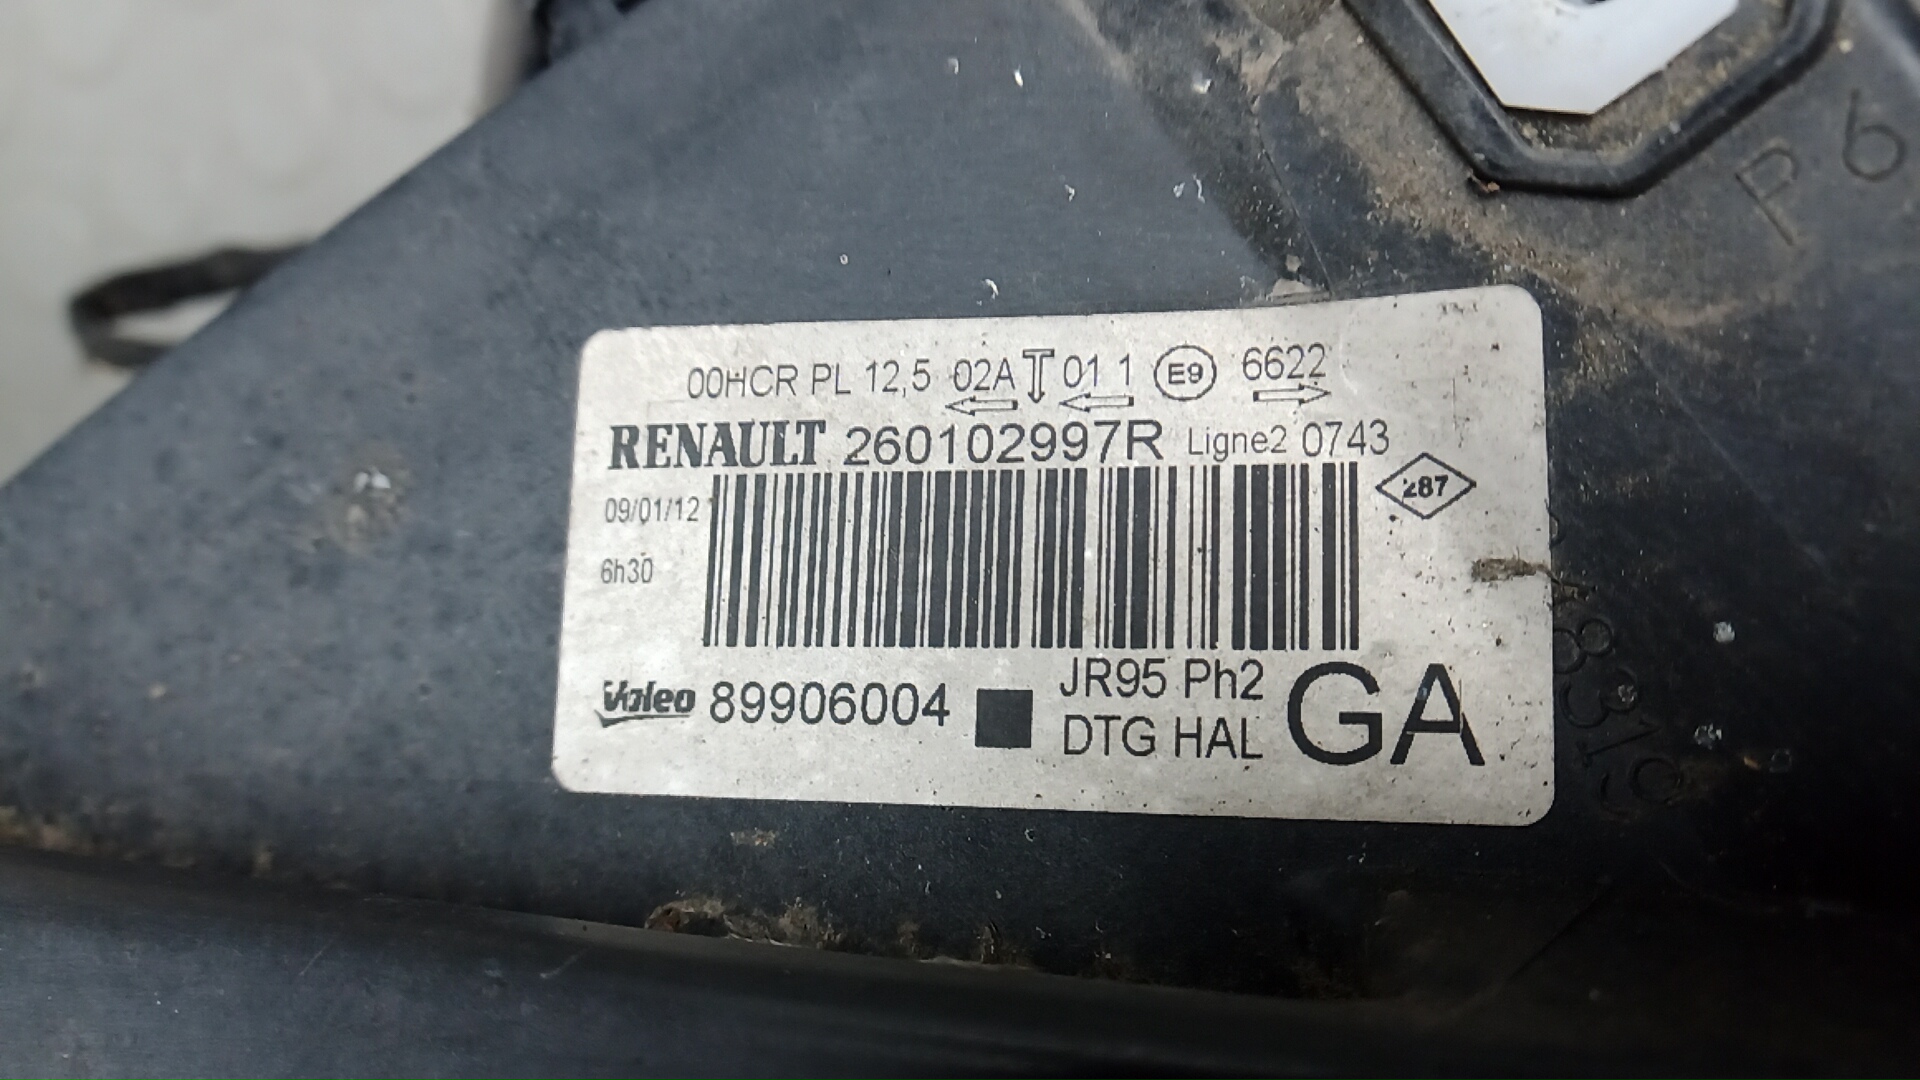 P6
00HCR PL 12,5 02A 01 1 E9 6622
RENAULT 260102997R Ligne2 0743
287
09/01/12
6h30
Valeo 89906004 JR95 Ph2 GA
DTG HAL